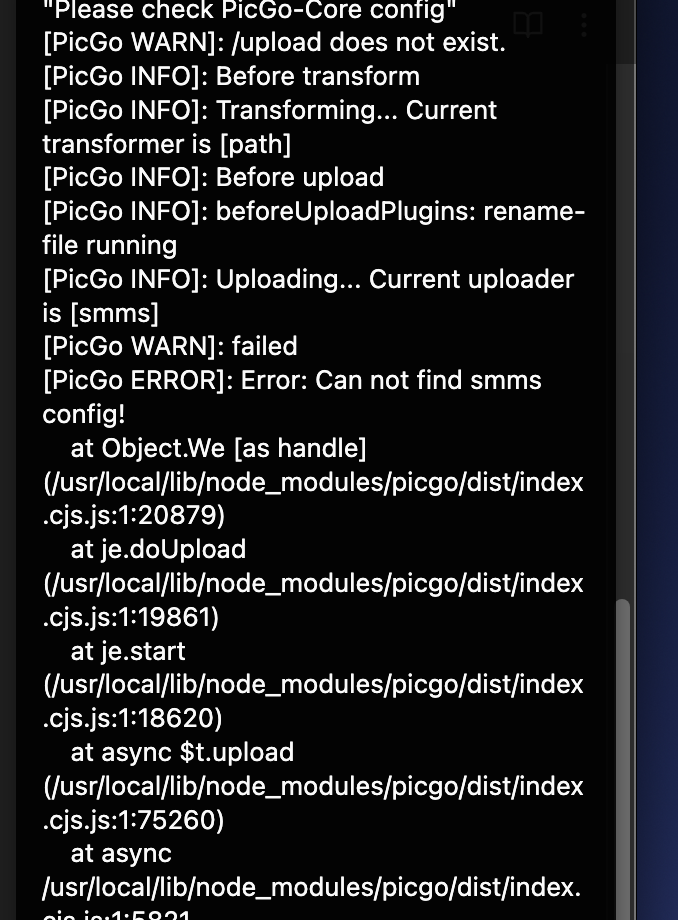 "Please check PicGo-Core config"
[PicGo WARN]: /upload does not exist.
[PicGo INFO]: Before transform
[PicGo INFO]: Transforming... Current
transformer is [path]
[PicGo INFO]: Before upload
[PicGo INFO]: beforeUploadPlugins: rename-
file running
[PicGo INFO]: Uploading... Current uploader
is [smms]
[PicGo WARN]: failed
[PicGo ERROR]: Error: Can not find smms
config!
at Object.We [as handle]
(/usr/local/lib/node_modules/picgo/dist/index
.cjs.js:1:20879)
at je.doUpload
(/usr/local/lib/node_modules/picgo/dist/index
.cjs.js:1:19861)
at je.start
(/usr/local/lib/node_modules/picgo/dist/index
.cjs.js:1:18620)
at async $t.upload
(/usr/local/lib/node_modules/picgo/dist/index
.cjs.js:1:75260)
at async
/usr/local/lib/node_modules/picgo/dist/index.
cjs.js:1:5821